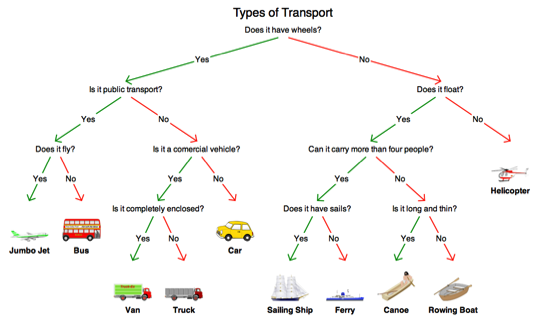 Types of Transport
Does it have wheels?
Yes
No
Is it public transport?
Does it float?
Yes
No
Yes
No
Does it fly?
Is it a comercial vehicle?
Can it carry more than four people?
Helicopter
Yes
No
Yes
No
Yes
No
Is it completely enclosed?
Does it have sails?
Is it long and thin?
Jumbo Jet
Bus
Car
Yes
No
Yes
No
Yes
No
Van
Truck
Sailing Ship
Ferry
Canoe
Rowing Boat